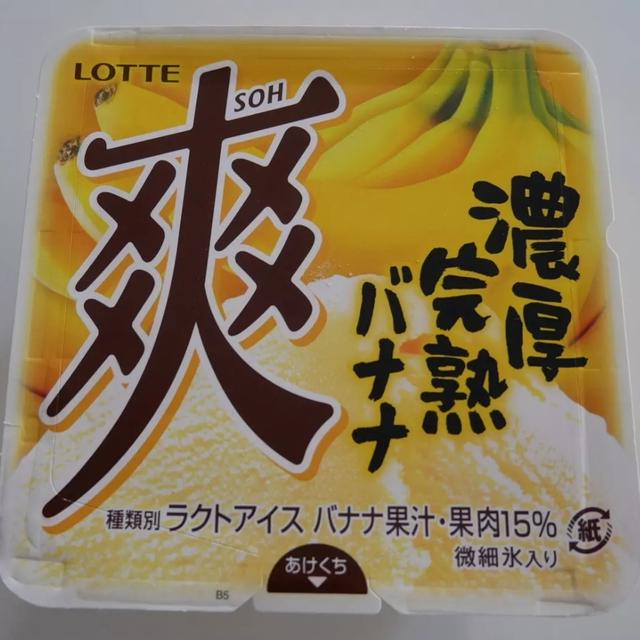 LOTTE
爽
SOH
濃厚
完熟
バナナ
種類別 ラクトアイス バナナ果汁・果肉15%
微細氷入り
紙
あけくち
B5